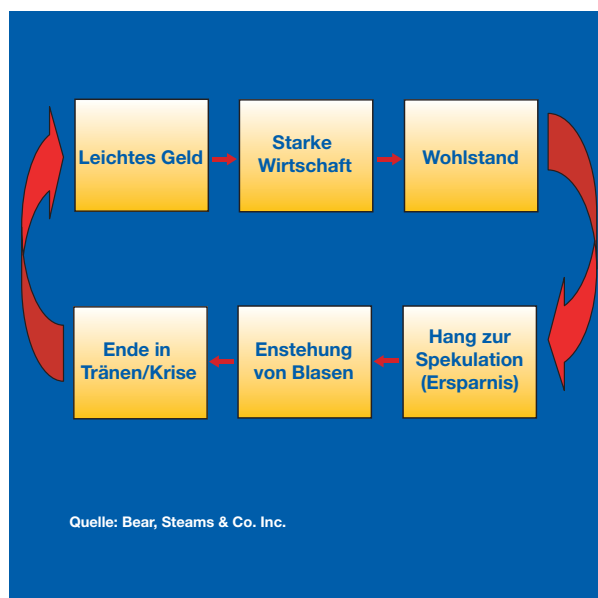 Leichtes Geld
Starke
Wirtschaft
Wohlstand
Hang zur
Spekulation
(Ersparnis)
Enstehung
von Blasen
Ende in
Tränen/Krise
Quelle: Bear, Steams & Co. Inc.